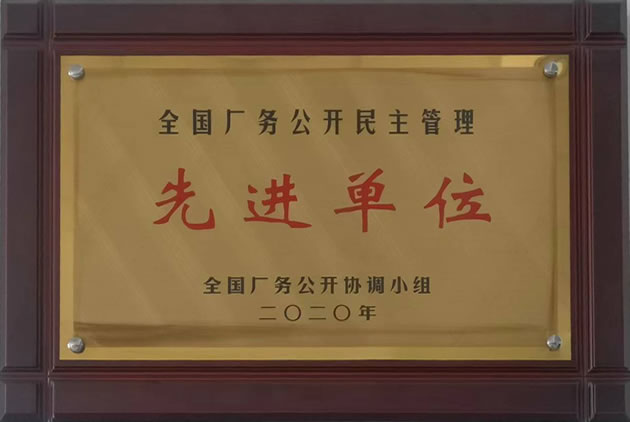 全国厂务公开民主管理
先进单位
全国厂务公开协调小组
二〇二〇年